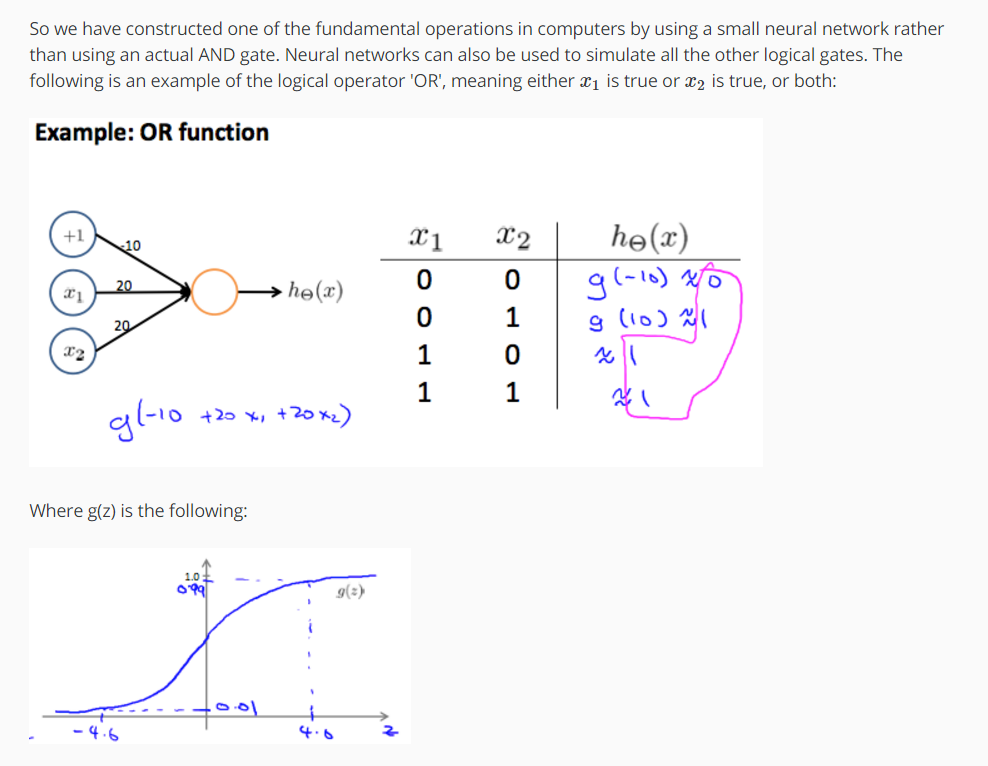 So we have constructed one of the fundamental operations in computers by using a small neural network rather
than using an actual AND gate. Neural networks can also be used to simulate all the other logical gates. The
following is an example of the logical operator 'OR', meaning either x₁ is true or x₂ is true, or both:
Example: OR function
+1
-10
x₁
20
hΘ(x)
20
x₂
g(-10 +20 x₁ +20x₂)
x₁ x₂ hΘ(x)
0 0 g(-10) ≈ 0
0 1 g (10) ≈ 1
1 0 ≈ 1
1 1 ≈ 1
Where g(z) is the following:
1.0
0.99
g(z)
0.01
-4.6
4.6
z